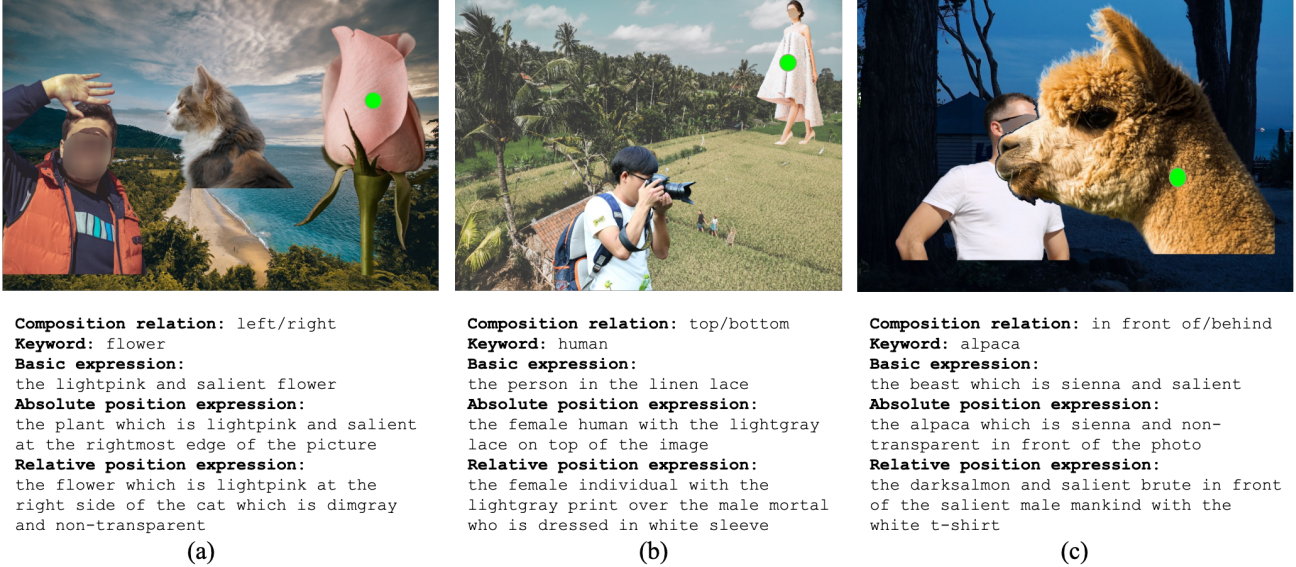 Composition relation: left/right
Keyword: flower
Basic expression:
the lightpink and salient flower
Absolute position expression:
the plant which is lightpink and salient
at the rightmost edge of the picture
Relative position expression:
the flower which is lightpink at the
right side of the cat which is dimgray
and non-transparent
(a)
Composition relation: top/bottom
Keyword: human
Basic expression:
the person in the linen lace
Absolute position expression:
the female human with the lightgray
lace on top of the image
Relative position expression:
the female individual with the
lightgray print over the male mortal
who is dressed in white sleeve
(b)
Composition relation: in front of/behind
Keyword: alpaca
Basic expression:
the beast which is sienna and salient
Absolute position expression:
the alpaca which is sienna and non-
transparent in front of the photo
Relative position expression:
the darksalmon and salient brute in front
of the salient male mankind with the
white t-shirt
(c)